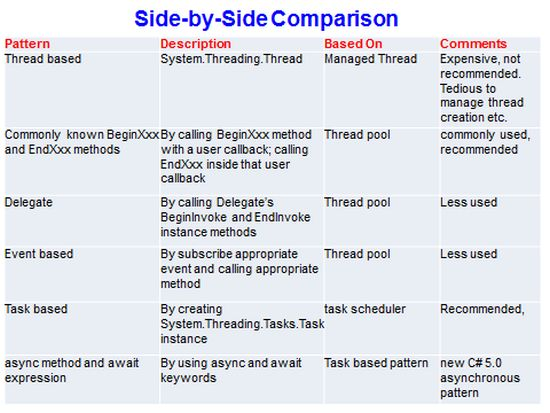 Side-by-Side Comparison
Pattern Description Based On Comments
Thread based System.Threading.Thread Managed Thread Expensive, not
recommended.
Tedious to
manage thread
creation etc.
Commonly known BeginXxx By calling BeginXxx method Thread pool commonly used,
and EndXxx methods with a user callback; calling recommended
EndXxx inside that user
callback
Delegate By calling Delegate's Thread pool Less used
BeginInvoke and EndInvoke
instance methods
Event based By subscribe appropriate Thread pool Less used
event and calling appropriate
method
Task based By creating task scheduler Recommended,
System.Threading.Tasks.Task
instance
async method and await By using async and await Task based pattern new C# 5.0
expression keywords asynchronous
pattern